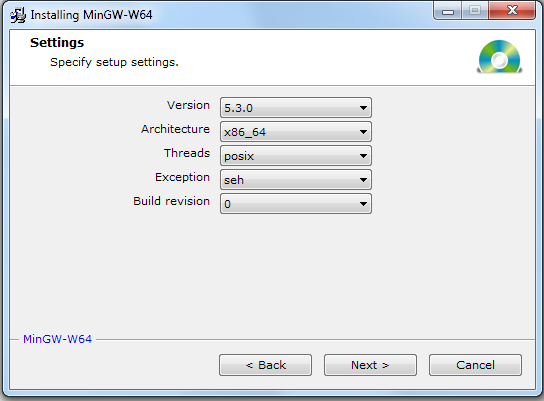 Installing MinGW-W64
Settings
Specify setup settings.
Version 5.3.0
Architecture x86_64
Threads posix
Exception seh
Build revision 0
MinGW-W64
< Back Next > Cancel